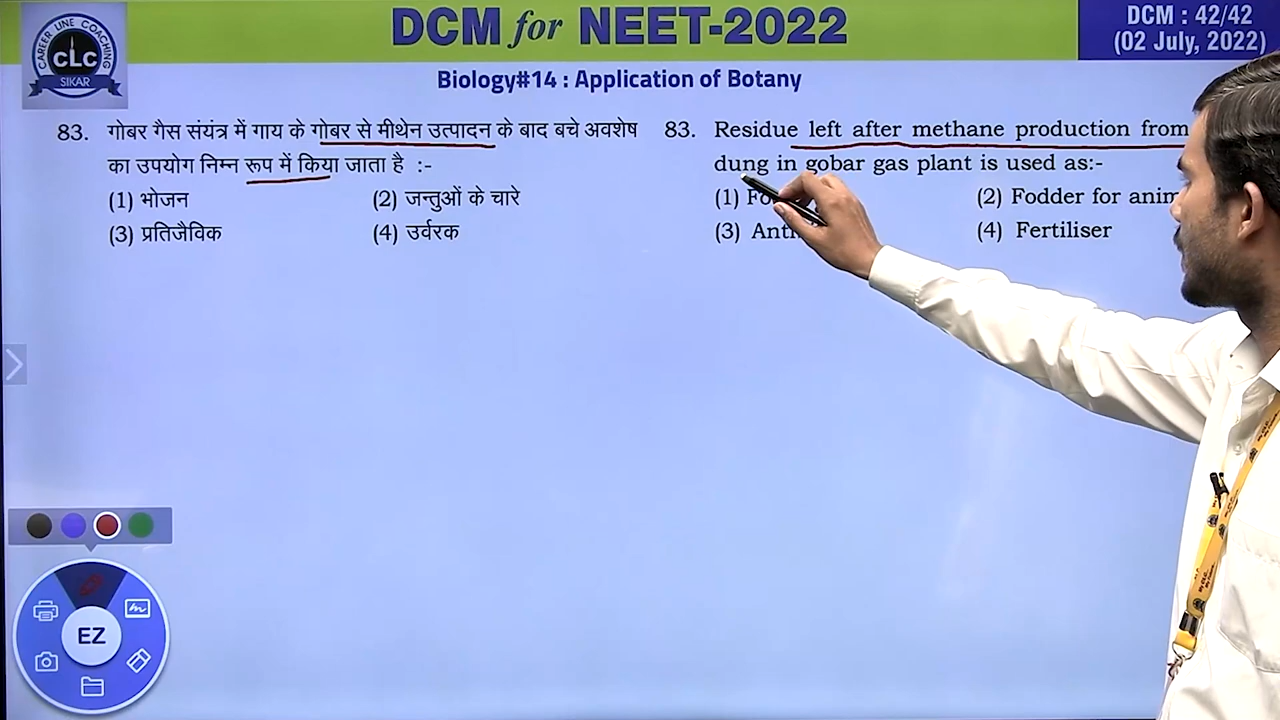 CAREER LINE COACHING
CLC
SIKAR
DCM for NEET-2022
DCM : 42/42
(02 July, 2022)
Biology#14 : Application of Botany
83. गोबर गैस संयंत्र में गाय के गोबर से मीथेन उत्पादन के बाद बचे अवशेष
का उपयोग निम्न रूप में किया जाता है :-
(1) भोजन
(2) जन्तुओं के चारे
(3) प्रतिजैविक
(4) उर्वरक
83. Residue left after methane production from
dung in gobar gas plant is used as:-
(1)
(2) Fodder for
(3)
(4) Fertiliser
EZ